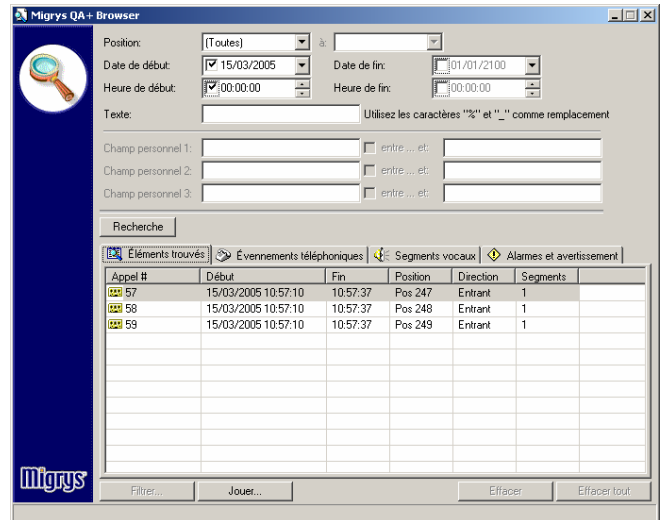 Migrys QA+ Browser
Position: (Toutes) à:
Date de début: 15/03/2005 Date de fin: 01/01/2100
Heure de début: 00:00:00 Heure de fin: 00:00:00
Texte: Utilisez les caractères "%" et "_" comme remplacement
Champ personnel 1: entre ... et:
Champ personnel 2: entre ... et:
Champ personnel 3: entre ... et:
Recherche
Éléments trouvés Évennements téléphoniques Segments vocaux Alarmes et avertissement
Appel # Début Fin Position Direction Segments
57 15/03/2005 10:57:10 10:57:37 Pos 247 Entrant 1
58 15/03/2005 10:57:10 10:57:37 Pos 248 Entrant 1
59 15/03/2005 10:57:10 10:57:37 Pos 249 Entrant 1
Migrys
Filtrer... Jouer... Effacer Effacer tout